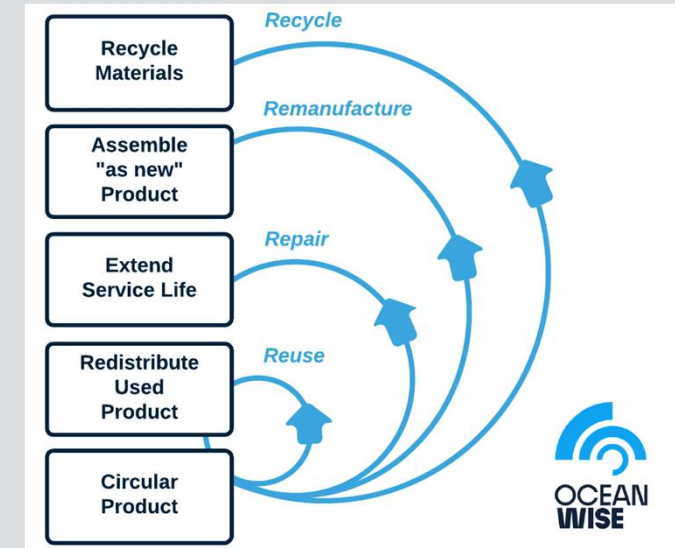 Recycle
Recycle
Materials
Remanufacture
Assemble
"as new"
Product
Repair
Extend
Service Life
Reuse
Redistribute
Used
Product
Circular
Product
OCEAN
WISE